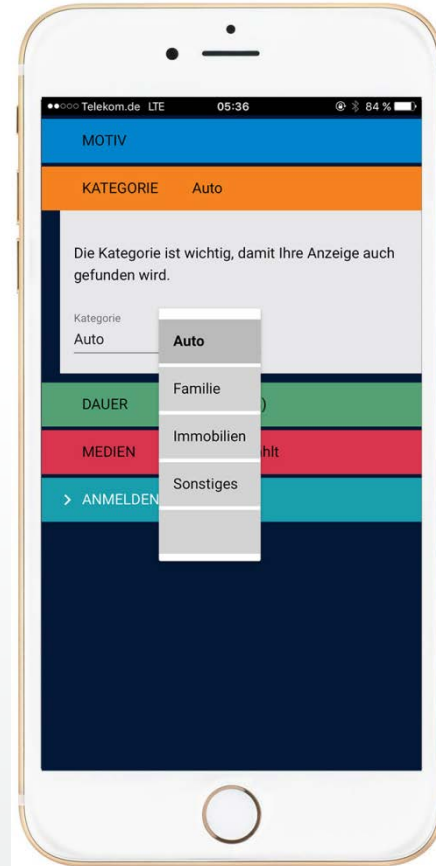 Telekom.de LTE 05:36 84 %
MOTIV
KATEGORIE Auto
Die Kategorie ist wichtig, damit Ihre Anzeige auch
gefunden wird.
Kategorie
Auto
Auto
Familie
Immobilien
Sonstiges
DAUER )
MEDIEN hlt
ANMELDEN